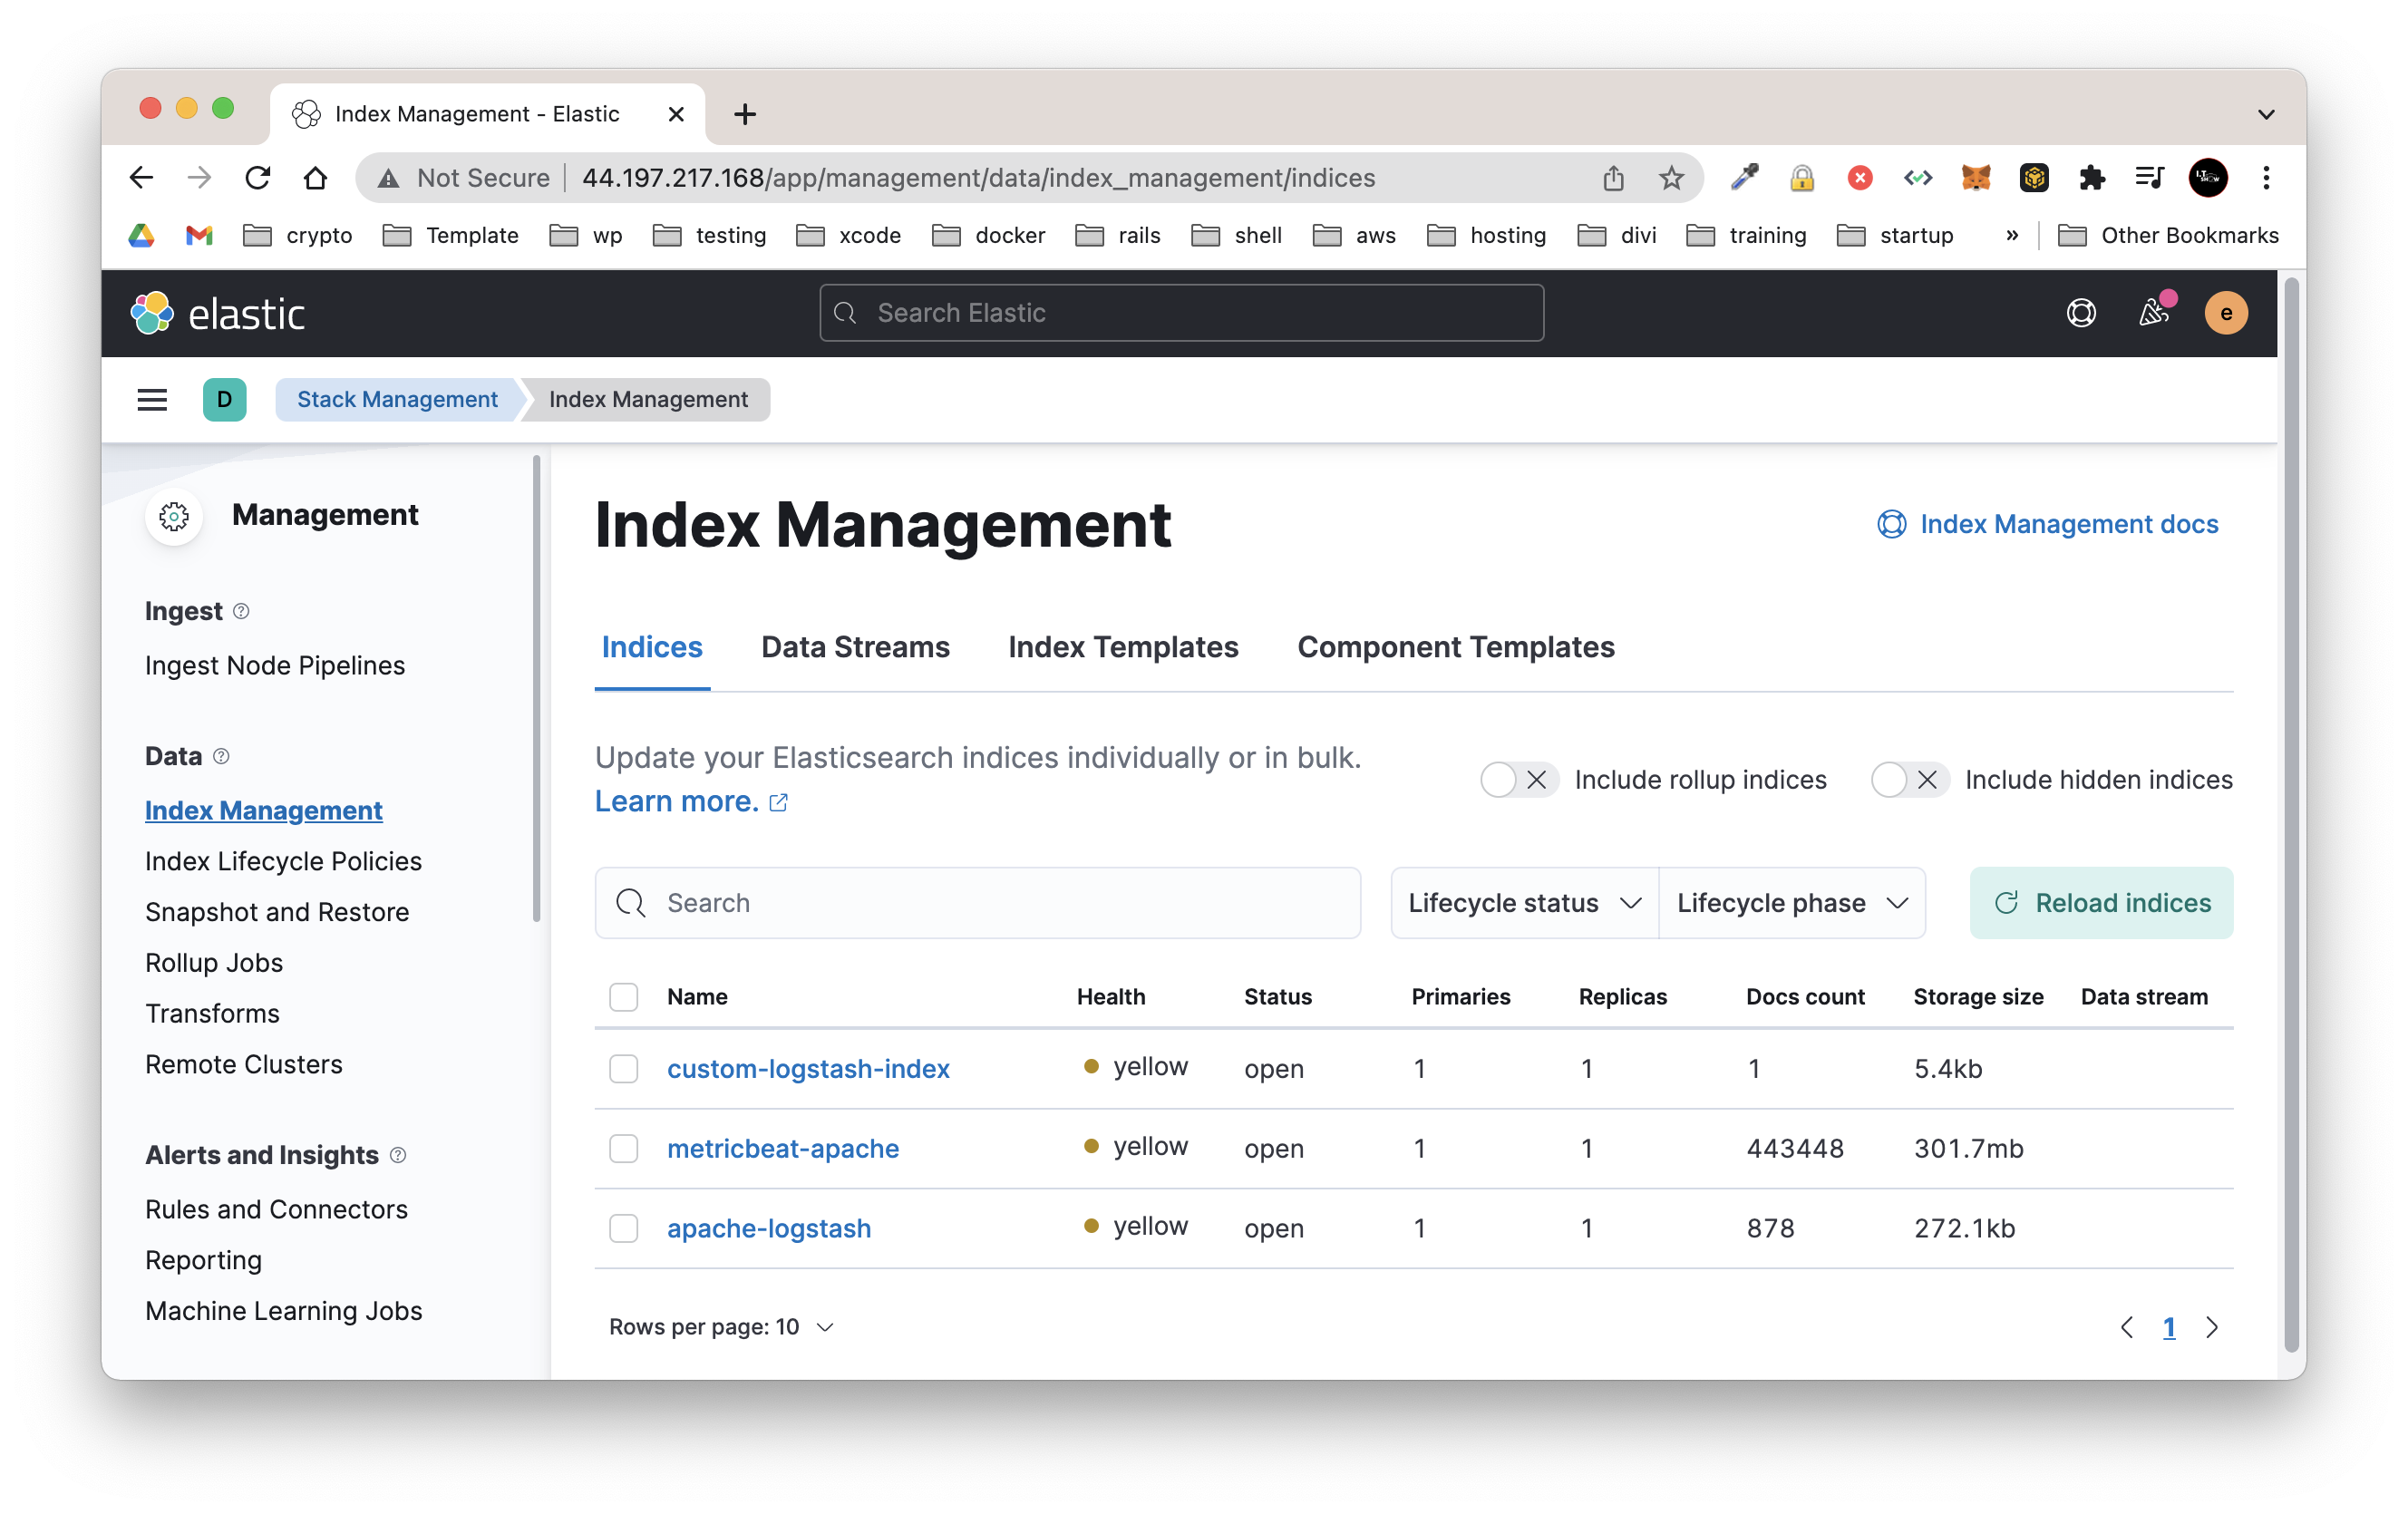 Index Management - Elastic
Not Secure 44.197.217.168/app/management/data/index_management/indices
crypto Template wp testing xcode docker rails shell aws hosting divi training startup » Other Bookmarks
elastic Search Elastic e
D Stack Management Index Management
Management
Ingest
Ingest Node Pipelines
Data
Index Management
Index Lifecycle Policies
Snapshot and Restore
Rollup Jobs
Transforms
Remote Clusters
Alerts and Insights
Rules and Connectors
Reporting
Machine Learning Jobs
Index Management
Index Management docs
Indices Data Streams Index Templates Component Templates
Update your Elasticsearch indices individually or in bulk.
Learn more.
Include rollup indices Include hidden indices
Search Lifecycle status Lifecycle phase Reload indices
Name Health Status Primaries Replicas Docs count Storage size Data stream
custom-logstash-index yellow open 1 1 1 5.4kb
metricbeat-apache yellow open 1 1 443448 301.7mb
apache-logstash yellow open 1 1 878 272.1kb
Rows per page: 10 1